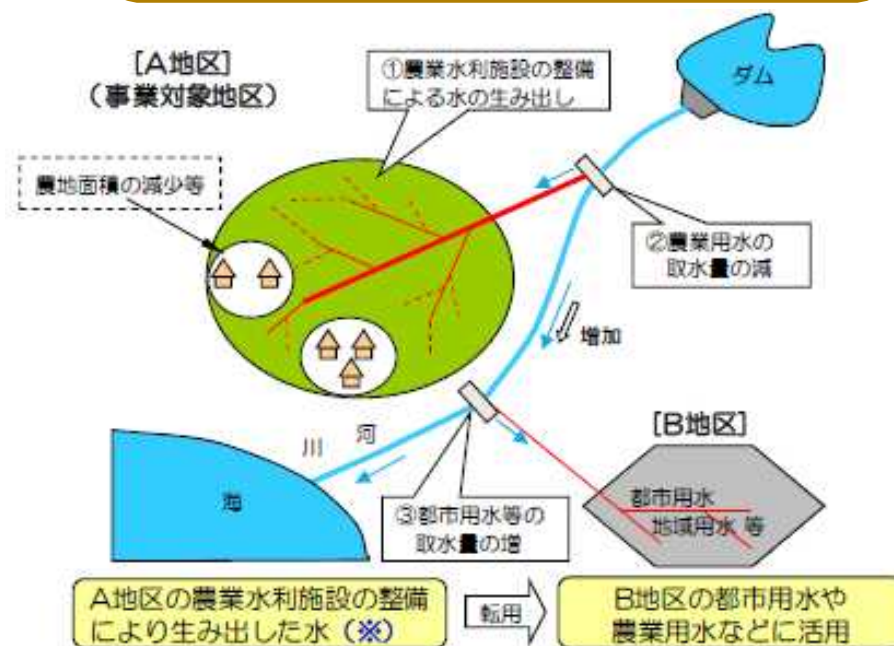 [A地区]
(事業対象地区)
①農業水利施設の整備
による水の生み出し
ダム
農地面積の減少等
②農業用水の
取水量の減
増加
[B地区]
川 河
海
③都市用水等の
取水量の増
都市用水
地域用水 等
A地区の農業水利施設の整備
により生み出した水(※)
転用
B地区の都市用水や
農業用水などに活用